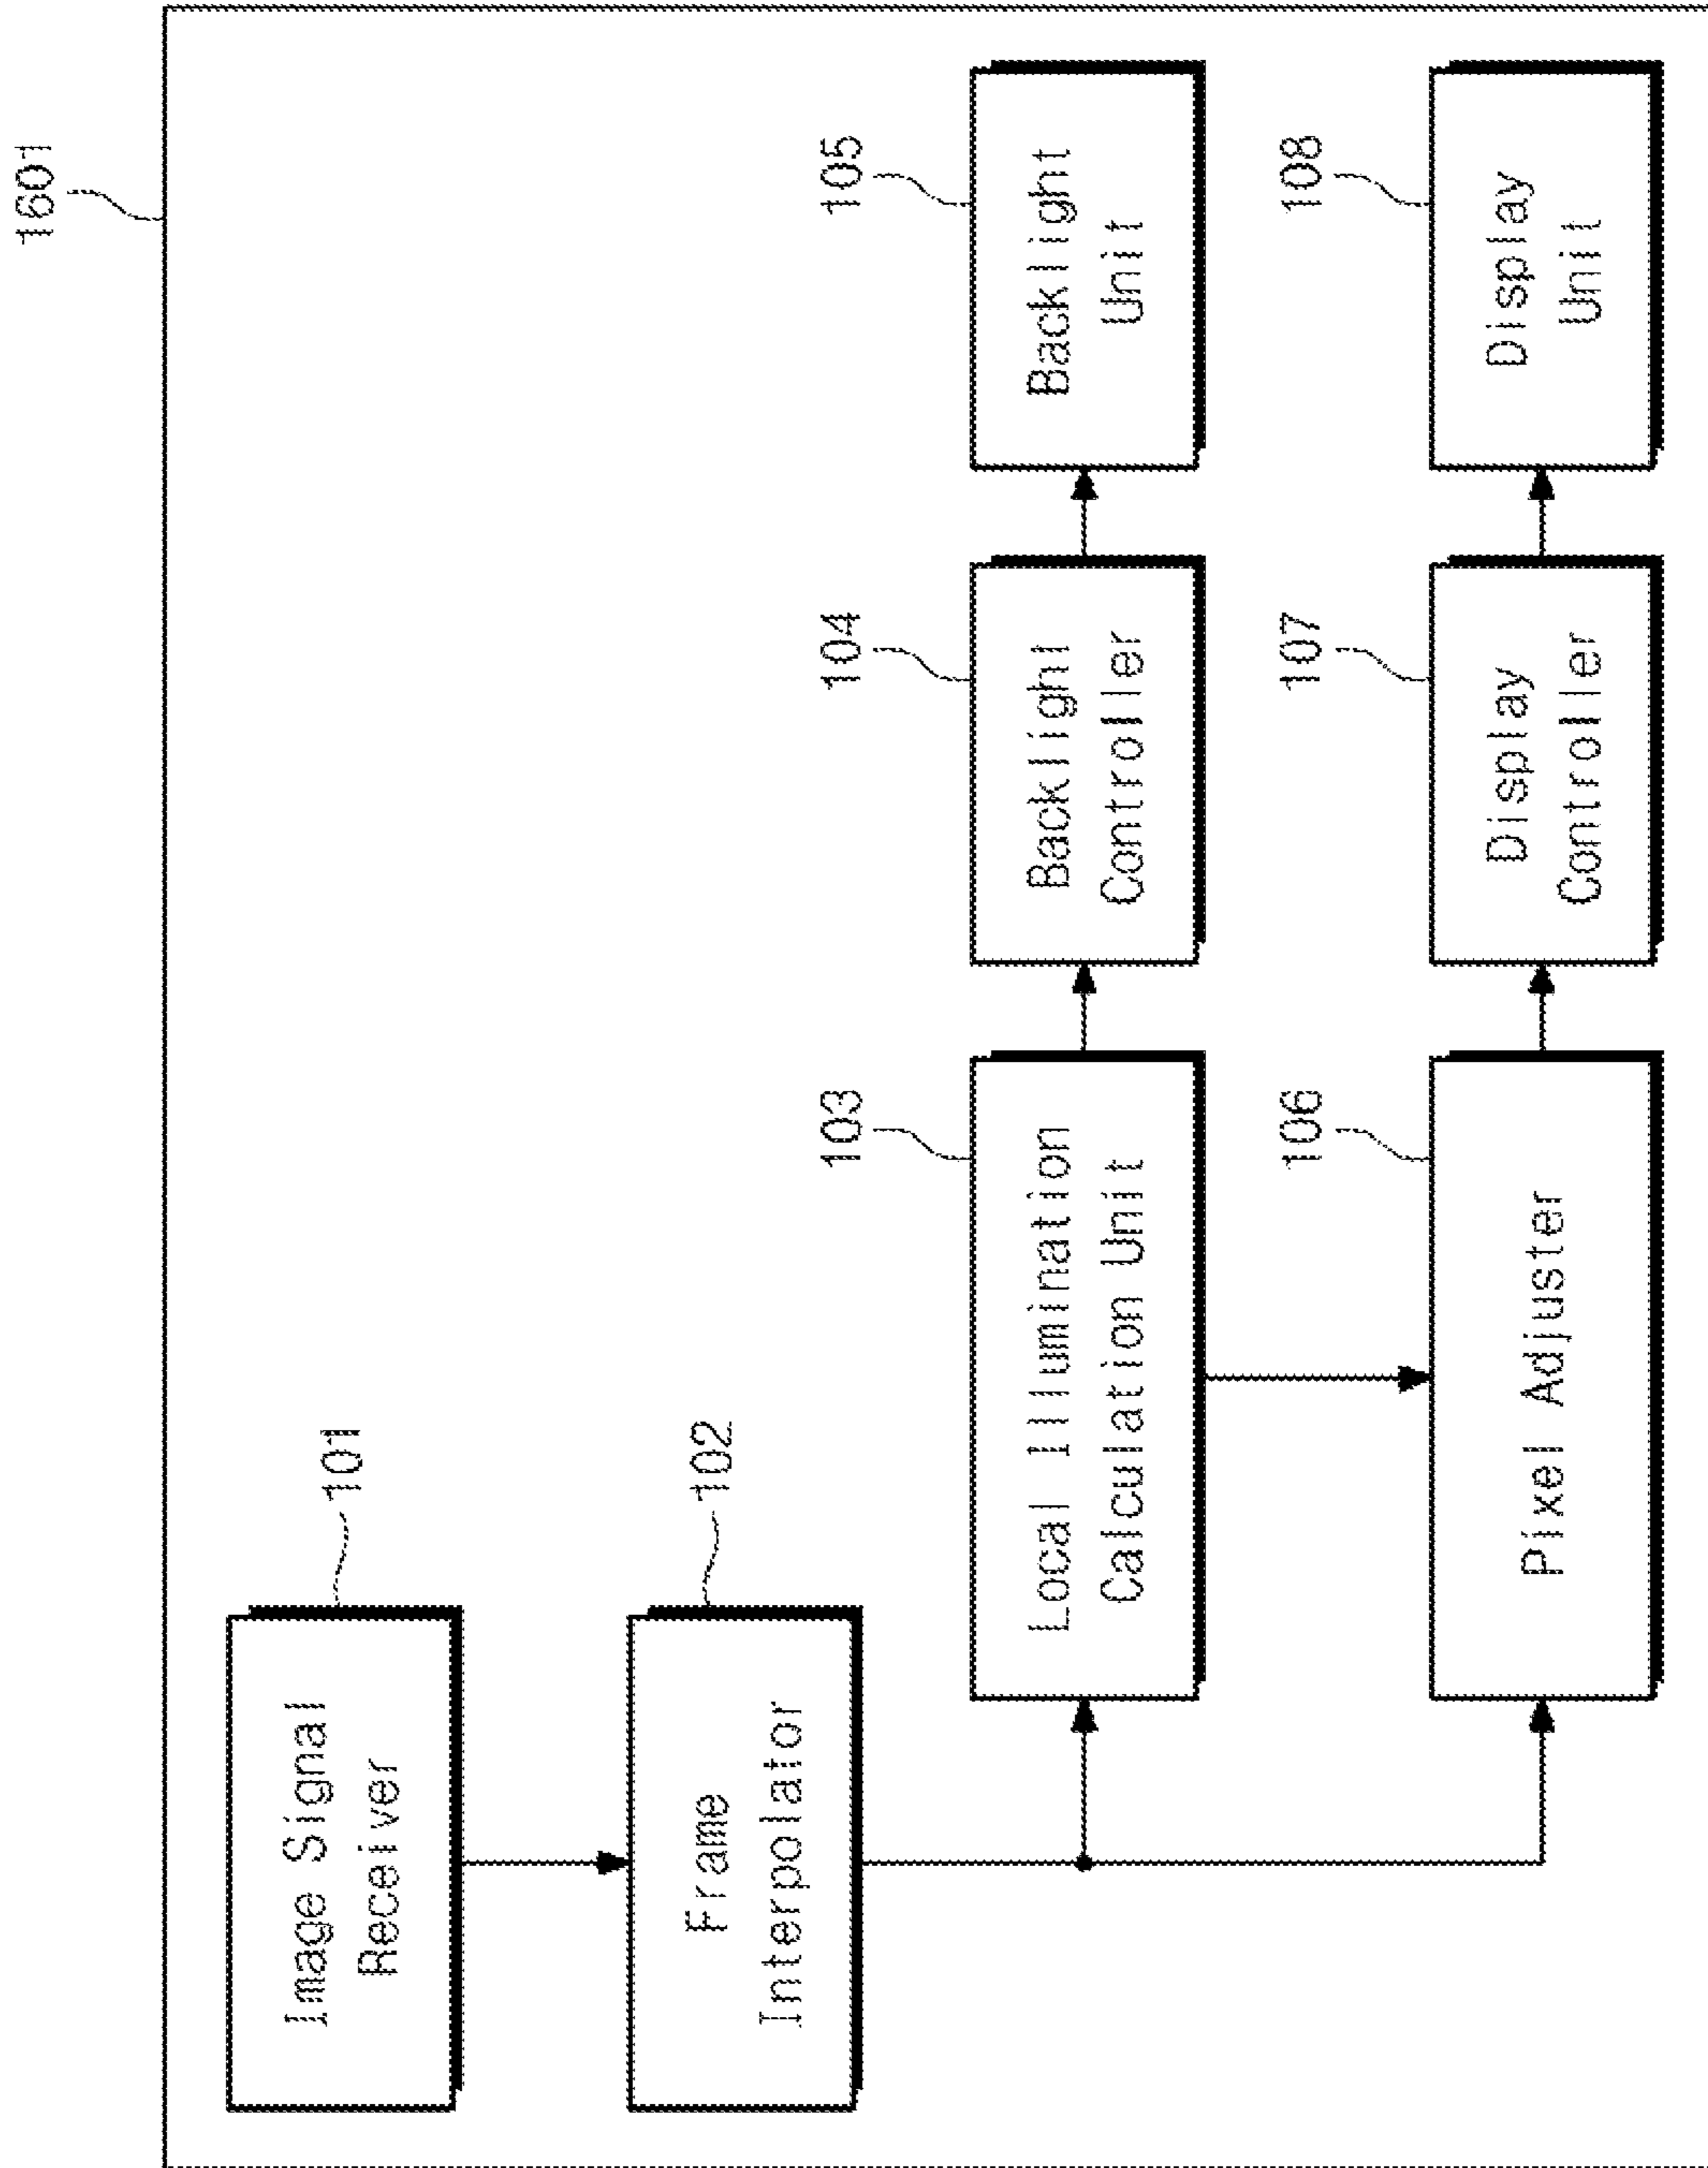 1601
101
Image Signal
Receiver
102
Frame
Interpolator
103
Local Illumination
Calculation Unit
104
Backlight
Controller
105
Backlight
Unit
106
Pixel Adjuster
107
Display
Controller
108
Display
Unit